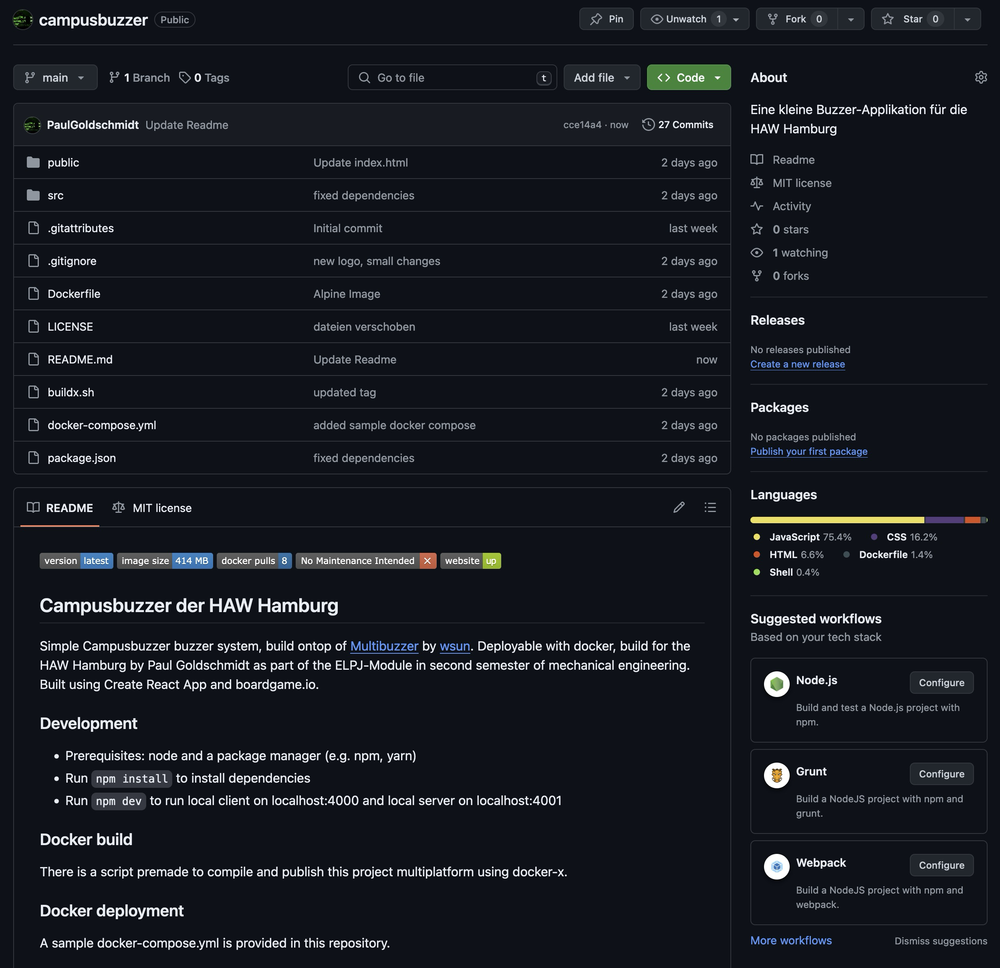 campusbuzzer Public Pin Unwatch 1 Fork 0 Star 0
main 1 Branch 0 Tags Go to file t Add file Code
PaulGoldschmidt Update Readme cce14a4 · now 27 Commits
public Update index.html 2 days ago
src fixed dependencies 2 days ago
.gitattributes Initial commit last week
.gitignore new logo, small changes 2 days ago
Dockerfile Alpine Image 2 days ago
LICENSE dateien verschoben last week
README.md Update Readme now
buildx.sh updated tag 2 days ago
docker-compose.yml added sample docker compose 2 days ago
package.json fixed dependencies 2 days ago
README MIT license
version latest image size 414 MB docker pulls 8 No Maintenance Intended X website up
Campusbuzzer der HAW Hamburg
Simple Campusbuzzer buzzer system, build ontop of Multibuzzer by wsun. Deployable with docker, build for the
HAW Hamburg by Paul Goldschmidt as part of the ELPJ-Module in second semester of mechanical engineering.
Built using Create React App and boardgame.io.
Development
• Prerequisites: node and a package manager (e.g. npm, yarn)
• Run npm install to install dependencies
• Run npm dev to run local client on localhost:4000 and local server on localhost:4001
Docker build
There is a script premade to compile and publish this project multiplatform using docker-x.
Docker deployment
A sample docker-compose.yml is provided in this repository.
About
Eine kleine Buzzer-Applikation für die
HAW Hamburg
Readme
MIT license
Activity
0 stars
1 watching
0 forks
Releases
No releases published
Create a new release
Packages
No packages published
Publish your first package
Languages
JavaScript 75.4% CSS 16.2%
HTML 6.6% Dockerfile 1.4%
Shell 0.4%
Suggested workflows
Based on your tech stack
Node.js Configure
Build and test a Node.js project with
npm.
Grunt Configure
Build a NodeJS project with npm and
grunt.
Webpack Configure
Build a NodeJS project with npm and
webpack.
More workflows Dismiss suggestions